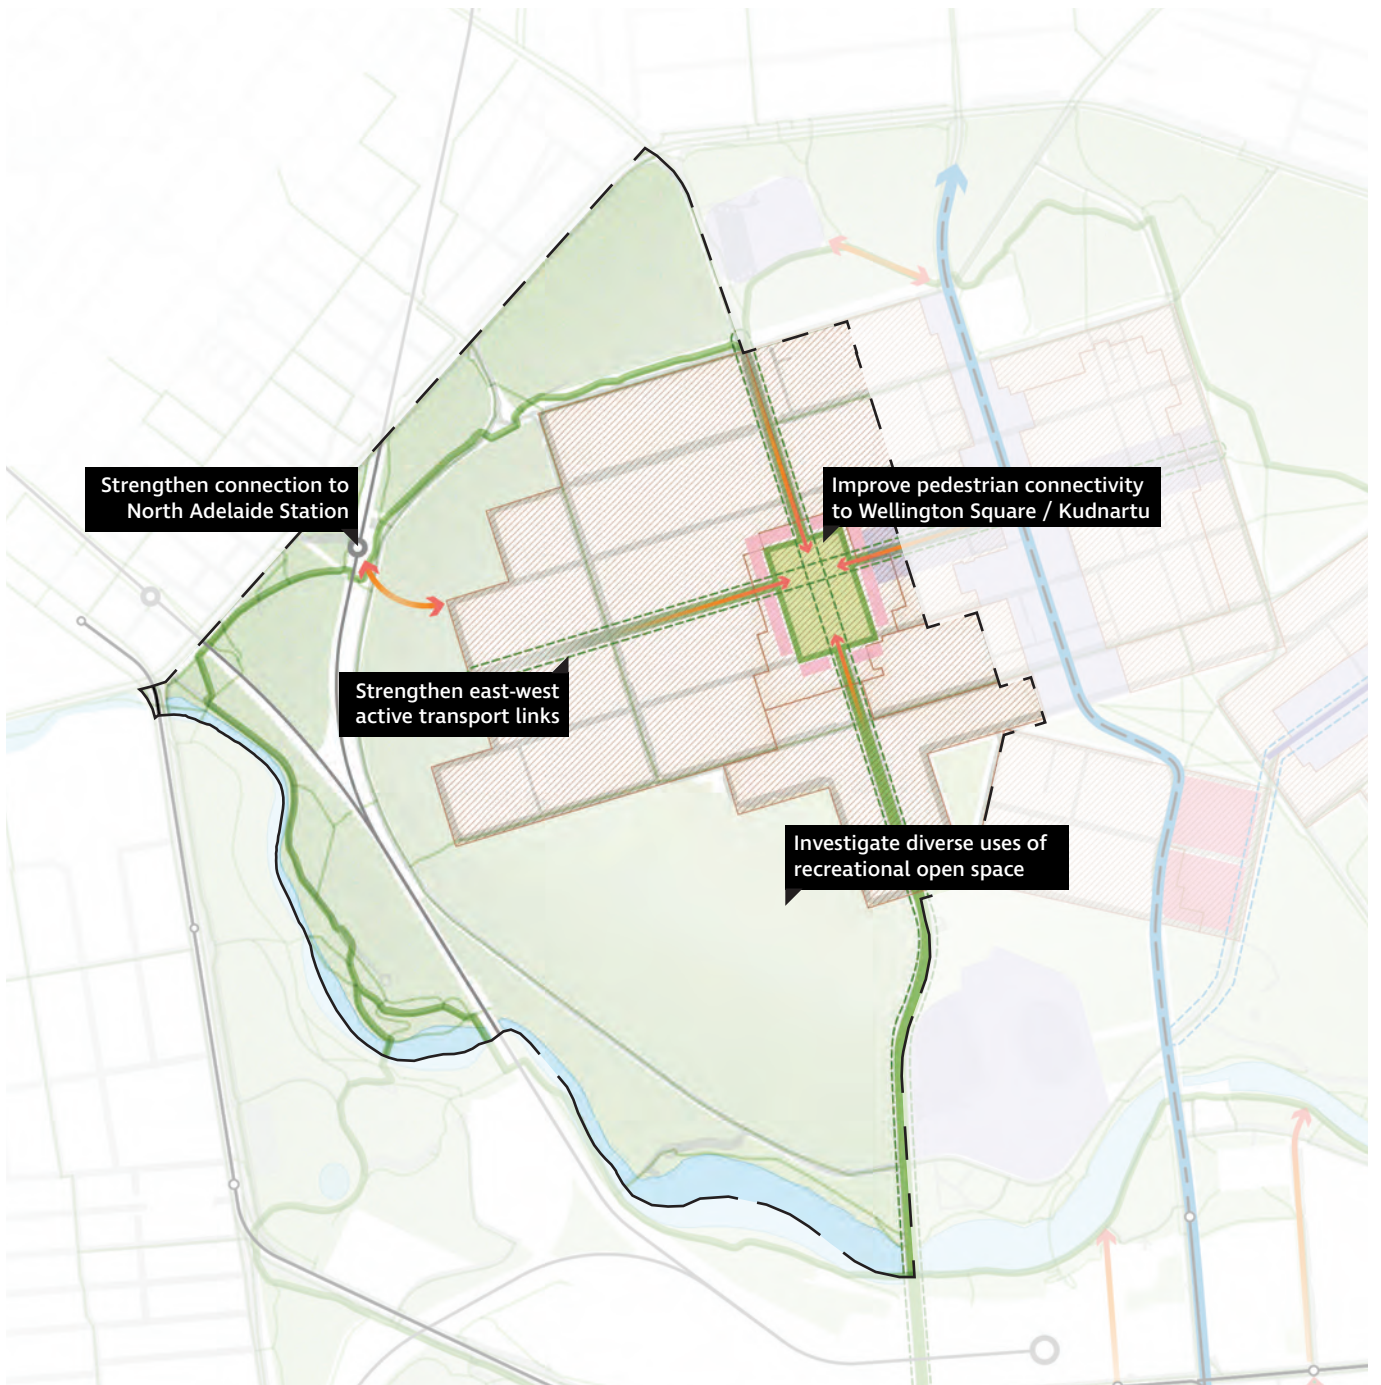 Strengthen connection to
North Adelaide Station
Improve pedestrian connectivity
to Wellington Square / Kudnartu
Strengthen east-west
active transport links
Investigate diverse uses of
recreational open space